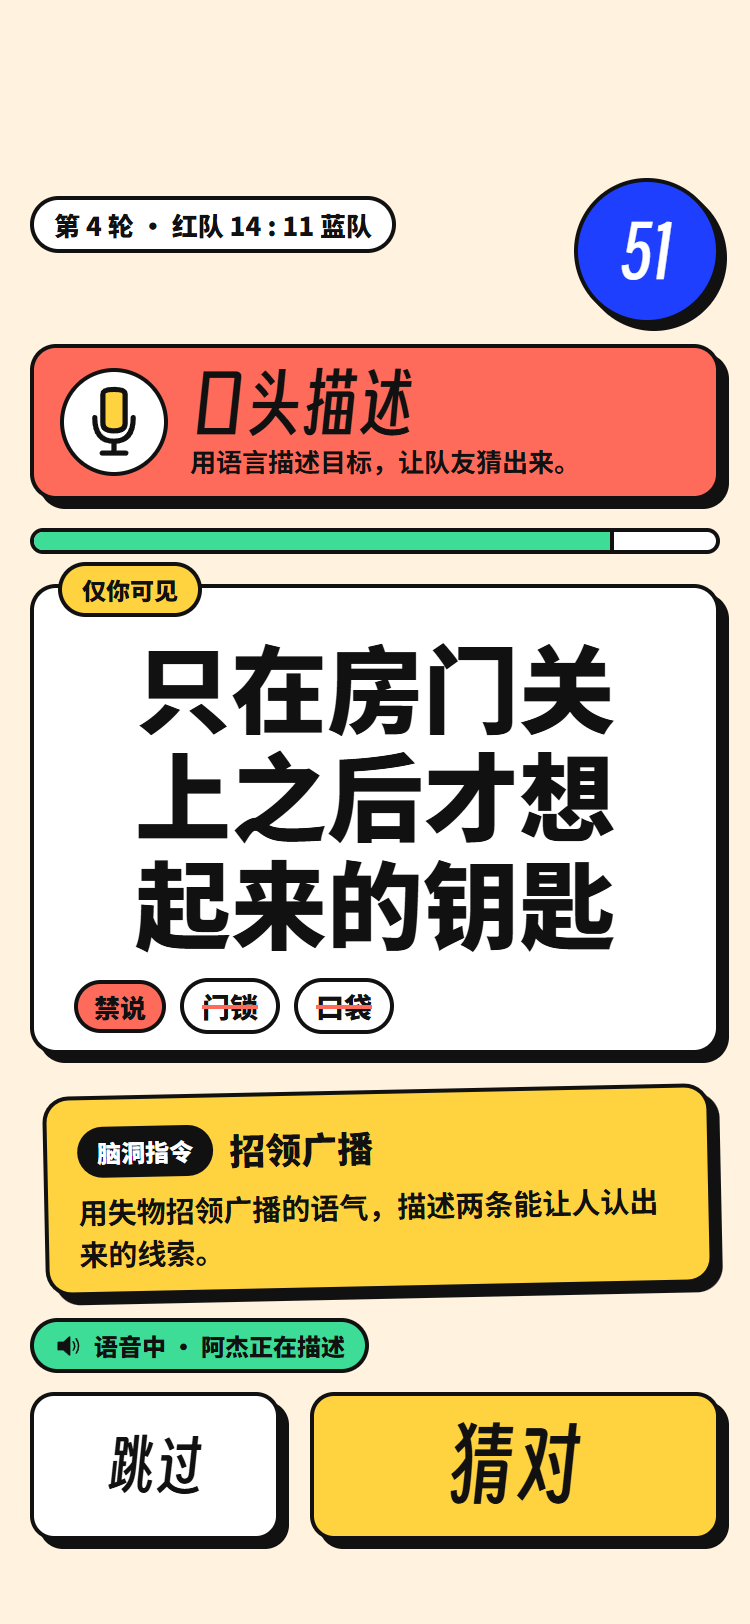 第 4 轮 · 红队 14 : 11 蓝队
51
口头描述
用语言描述目标，让队友猜出来。
仅你可见
只在房门关
上之后才想
起来的钥匙
禁说 门锁 口袋
脑洞指令 招领广播
用失物招领广播的语气，描述两条能让人认出
来的线索。
语音中 · 阿杰正在描述
跳过 猜对